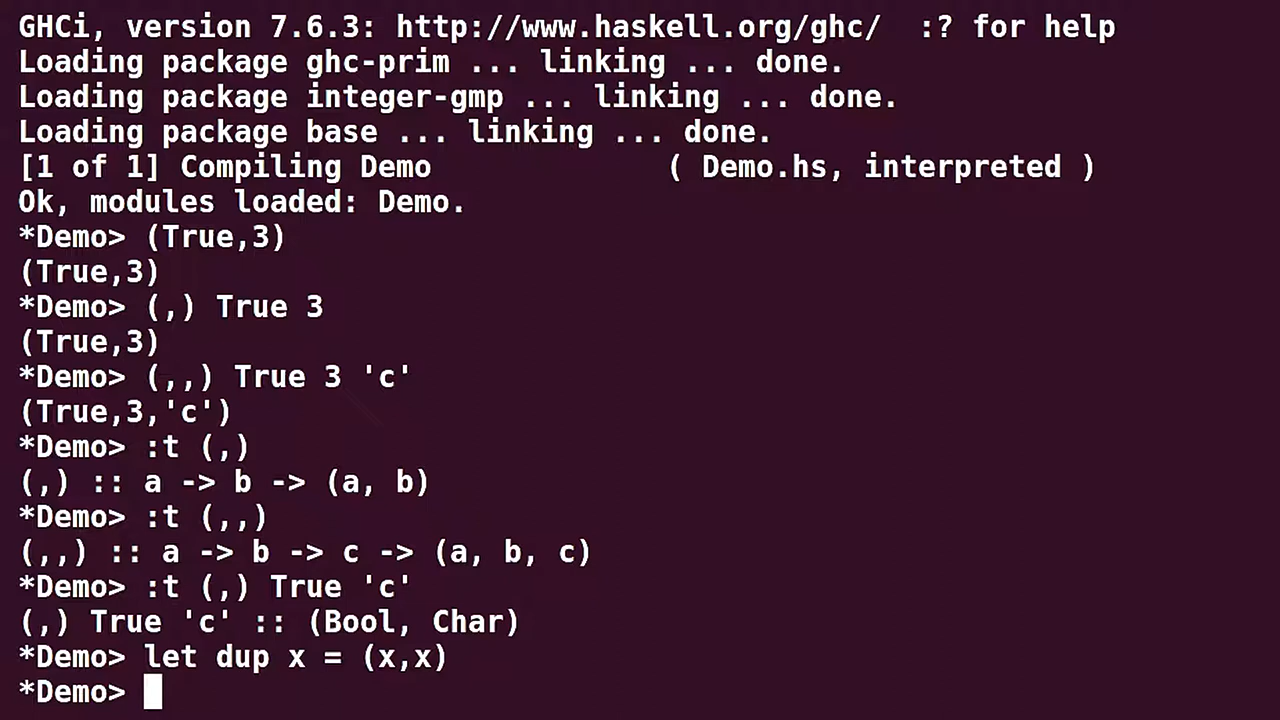 GHCi, version 7.6.3: http://www.haskell.org/ghc/  :? for help
Loading package ghc-prim ... linking ... done.
Loading package integer-gmp ... linking ... done.
Loading package base ... linking ... done.
[1 of 1] Compiling Demo             ( Demo.hs, interpreted )
Ok, modules loaded: Demo.
*Demo> (True,3)
(True,3)
*Demo> (,) True 3
(True,3)
*Demo> (,,) True 3 'c'
(True,3,'c')
*Demo> :t (,)
(,) :: a -> b -> (a, b)
*Demo> :t (,,)
(,,) :: a -> b -> c -> (a, b, c)
*Demo> :t (,) True 'c'
(,) True 'c' :: (Bool, Char)
*Demo> let dup x = (x,x)
*Demo>